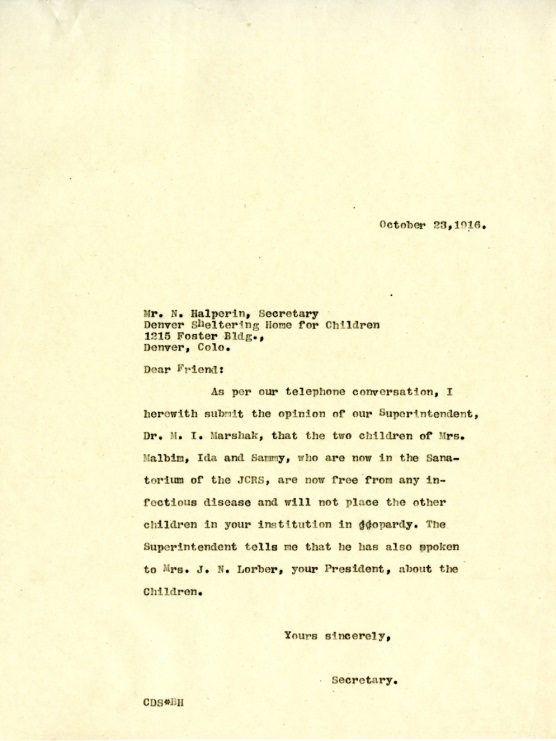 October 23,1916.
Mr. N. Halperin, Secretary
Denver Sheltering Home for Children
1215 Foster Bldg.,
Denver, Colo.
Dear Friend:
As per our telephone conversation, I
herewith submit the opinion of our Superintendent,
Dr. M. I. Marshak, that the two children of Mrs.
Malbim, Ida and Sammy, who are now in the Sana-
torium of the JCRS, are now free from any in-
fectious disease and will not place the other
children in your institution in jeopardy. The
Superintendent tells me that he has also spoken
to Mrs. J. N. Lorber, your President, about the
Children.
Yours sincerely,
Secretary.
CDS*BH